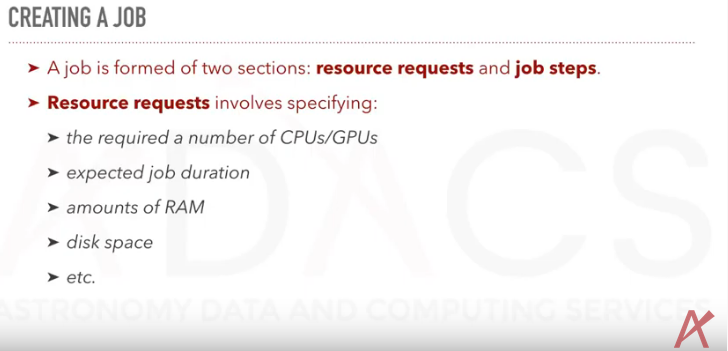 CREATING A JOB
➤ A job is formed of two sections: resource requests and job steps.
➤ Resource requests involves specifying:
➤ the required a number of CPUs/GPUs
➤ expected job duration
➤ amounts of RAM
➤ disk space
➤ etc.
ADACS
ASTRONOMY DATA AND COMPUTING SERVICES